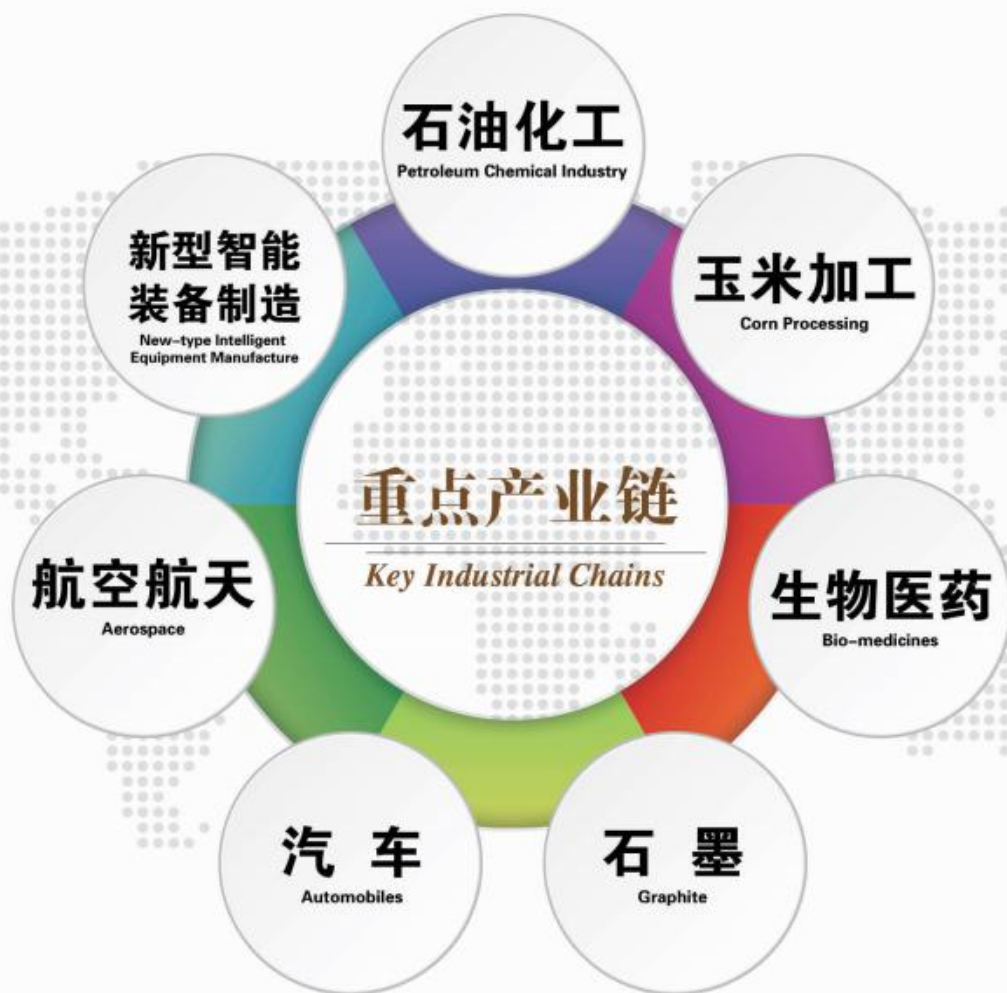 石油化工
Petroleum Chemical Industry
新型智能
装备制造
New-type Intelligent
Equipment Manufacture
玉米加工
Corn Processing
重点产业链
Key Industrial Chains
航空航天
Aerospace
生物医药
Bio-medicines
汽车
Automobiles
石墨
Graphite